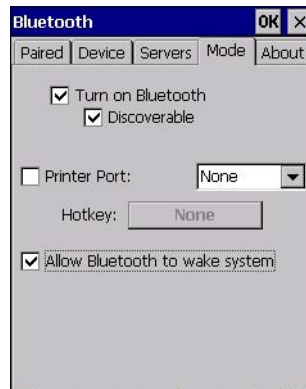 Bluetooth OK ×
Paired Device Servers Mode About
Turn on Bluetooth
Discoverable
Printer Port: None
Hotkey: None
Allow Bluetooth to wake system